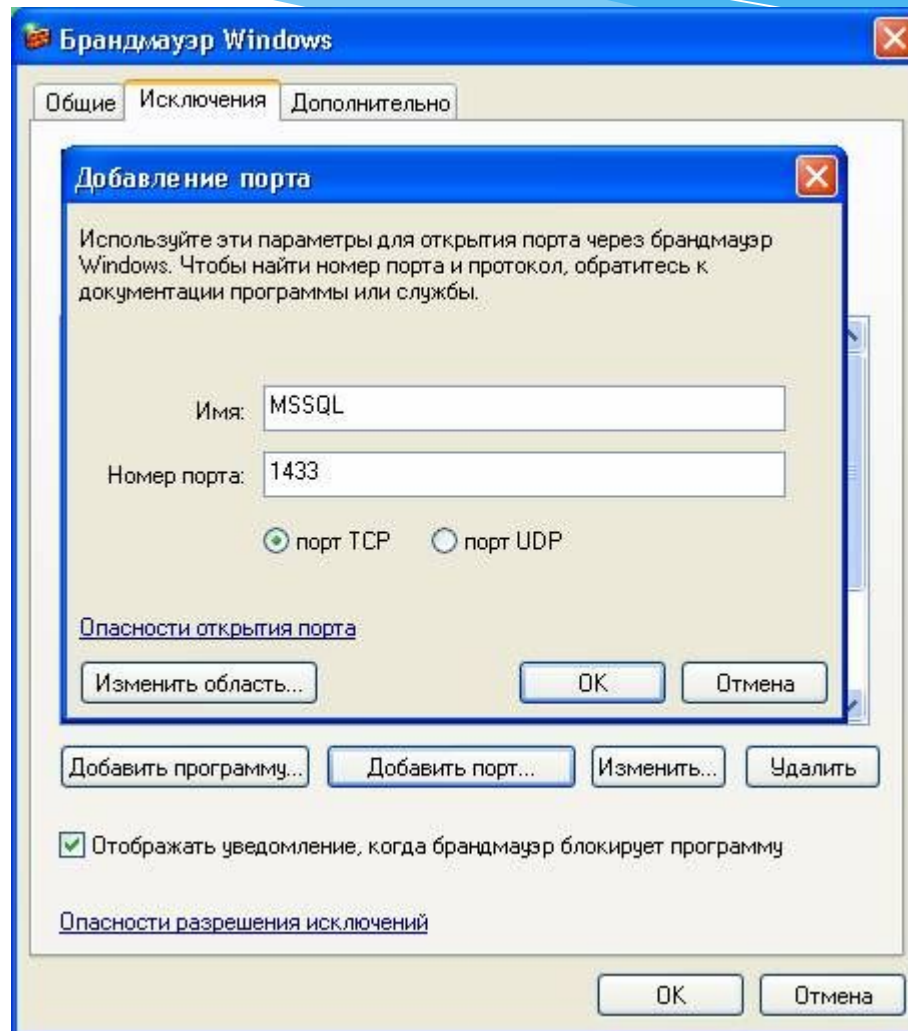 Брандмауэр Windows
Общие Исключения Дополнительно
Добавление порта
Используйте эти параметры для открытия порта через брандмауэр
Windows. Чтобы найти номер порта и протокол, обратитесь к
документации программы или службы.
Имя: MSSQL
Номер порта: 1433
порт TCP порт UDP
Опасности открытия порта
Изменить область... OK Отмена
Добавить программу... Добавить порт... Изменить... Удалить
Отображать уведомление, когда брандмауэр блокирует программу
Опасности разрешения исключений
OK Отмена